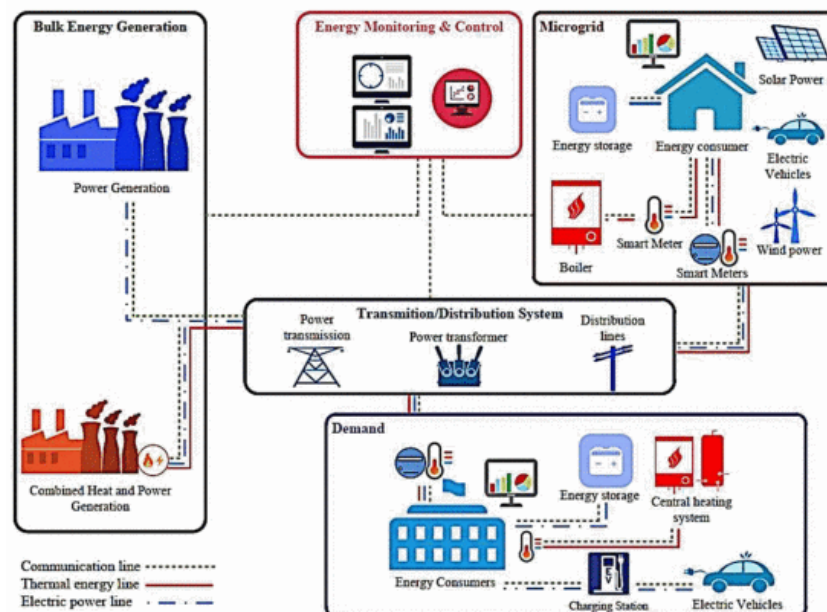 Bulk Energy Generation
Power Generation
Combined Heat and Power
Generation
Energy Monitoring & Control
Microgrid
Solar Power
Energy storage
Energy consumer
Electric
Vehicles
Boiler
Smart Meter
Smart Meters
Wind power
Transmition/Distribution System
Power
transmission
Power transformer
Distribution
lines
Demand
Energy storage
Central heating
system
Energy Consumers
EV
Charging Station
Electric Vehicles
Communication line
Thermal energy line
Electric power line